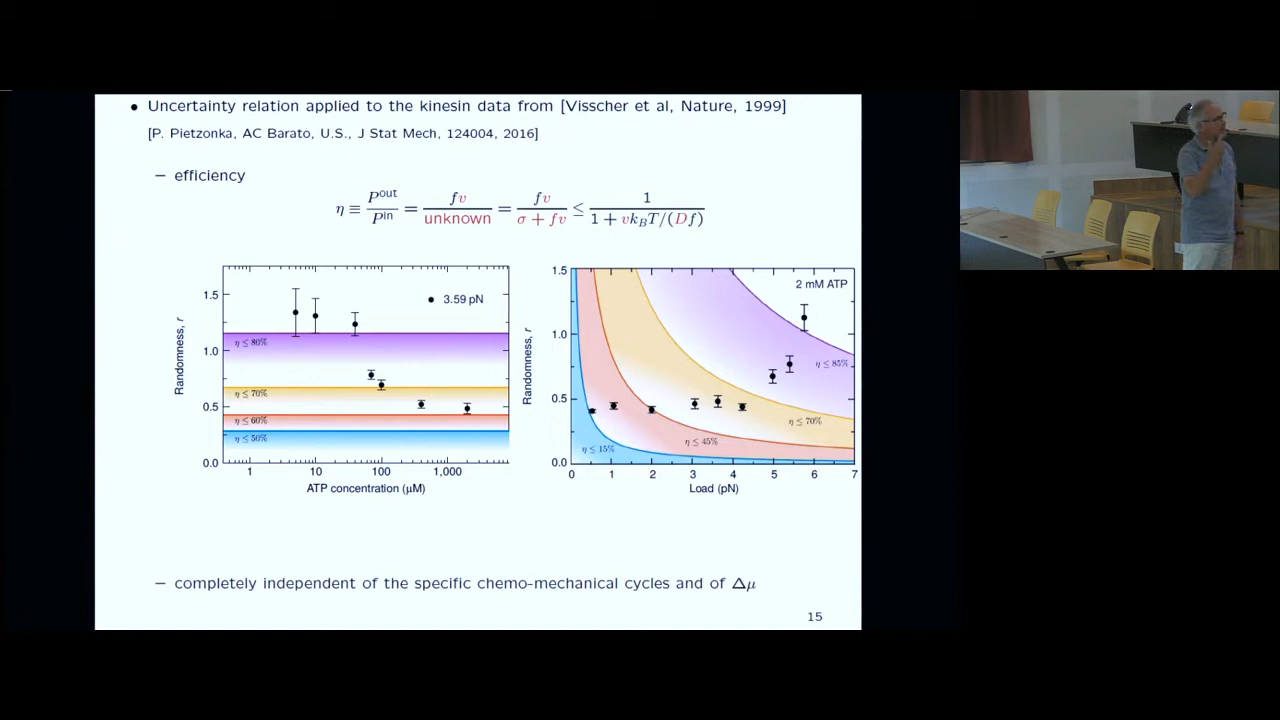 • Uncertainty relation applied to the kinesin data from [Visscher et al, Nature, 1999]
[P. Pietzonka, AC Barato, U.S., J Stat Mech, 124004, 2016]
– efficiency
η ≡ P^out/P^in = fv/unknown = fv/(σ + fv) ≤ 1/(1 + vk_BT/(Df))
Randomness, r
1.5
1.0
0.5
0.0
3.59 pN
η ≤ 80%
η ≤ 70%
η ≤ 60%
η ≤ 50%
1 10 100 1,000
ATP concentration (μM)
Randomness, r
1.5
1.0
0.5
0.0
2 mM ATP
η ≤ 85%
η ≤ 70%
η ≤ 45%
η ≤ 15%
0 1 2 3 4 5 6 7
Load (pN)
– completely independent of the specific chemo-mechanical cycles and of Δμ
15